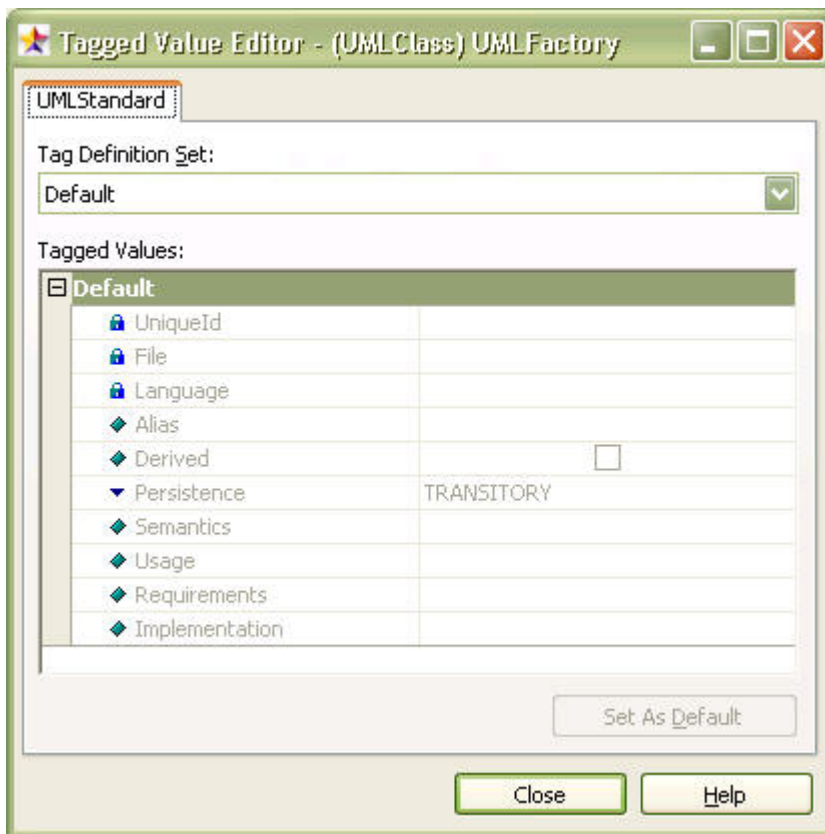 Tagged Value Editor - (UMLClass) UMLFactory
UMLStandard
Tag Definition Set:
Default
Tagged Values:
Default
UniqueId
File
Language
Alias
Derived
Persistence TRANSITORY
Semantics
Usage
Requirements
Implementation
Set As Default
Close Help